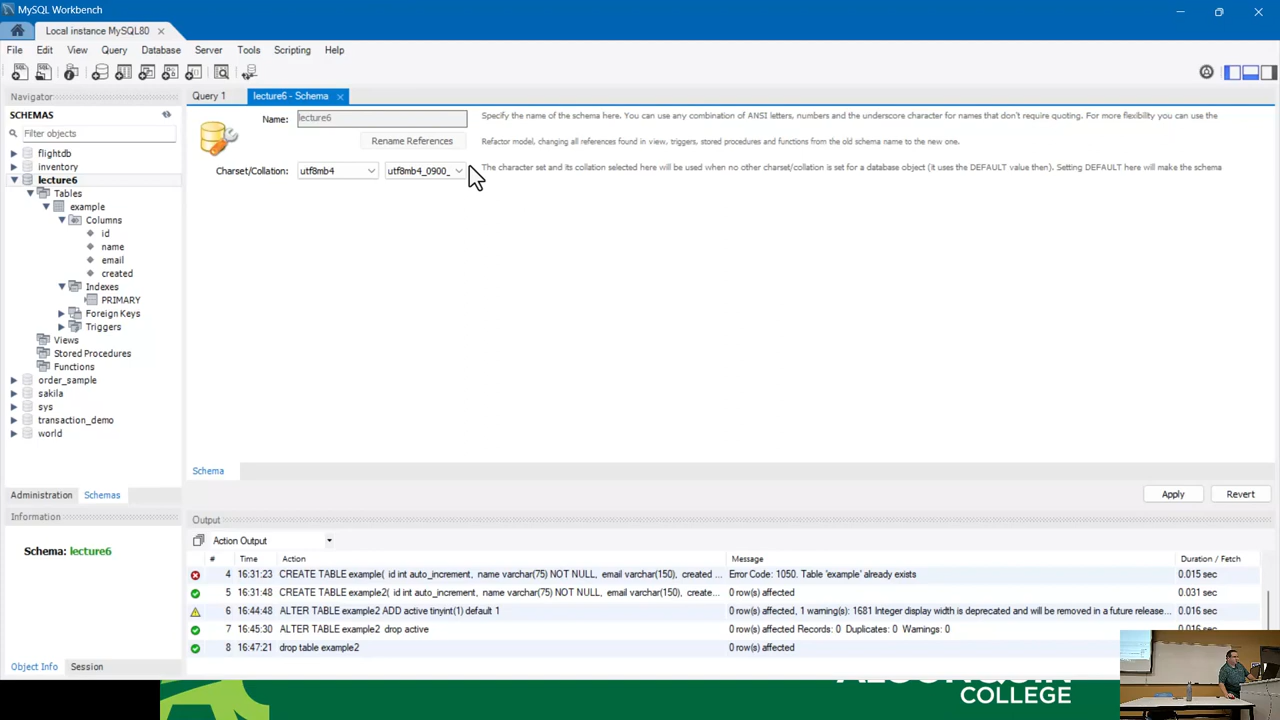 MySQL Workbench
Local instance MySQL80
File Edit View Query Database Server Tools Scripting Help
Navigator
SCHEMAS
Filter objects
flightdb
inventory
lecture6
Tables
example
Columns
id
name
email
created
Indexes
PRIMARY
Foreign Keys
Triggers
Views
Stored Procedures
Functions
order_sample
sakila
sys
transaction_demo
world
Administration Schemas
Information
Schema: lecture6
Object Info Session
Query 1 lecture6 - Schema
Name: lecture6 Specify the name of the schema here. You can use any combination of ANSI letters, numbers and the underscore character for names that don't require quoting. For more flexibility you can use the
Rename References Refactor model, changing all references found in view, triggers, stored procedures and functions from the old schema name to the new one.
Charset/Collation: utf8mb4 utf8mb4_0900_ The character set and its collation selected here will be used when no other charset/collation is set for a database object (it uses the DEFAULT value then). Setting DEFAULT here will make the schema
Schema
Apply Revert
Output
Action Output
# Time Action Message Duration / Fetch
4 16:31:23 CREATE TABLE example( id int auto_increment, name varchar(75) NOT NULL, email varchar(150), created ... Error Code: 1050. Table 'example' already exists 0.015 sec
5 16:31:48 CREATE TABLE example2( id int auto_increment, name varchar(75) NOT NULL, email varchar(150), create... 0 row(s) affected 0.031 sec
6 16:44:48 ALTER TABLE example2 ADD active tinyint(1) default 1 0 row(s) affected, 1 warning(s): 1681 Integer display width is deprecated and will be removed in a future release... 0.016 sec
7 16:45:30 ALTER TABLE example2 drop active 0 row(s) affected Records: 0 Duplicates: 0 Warnings: 0 0.016 sec
8 16:47:21 drop table example2 0 row(s) affected
COLLEGE